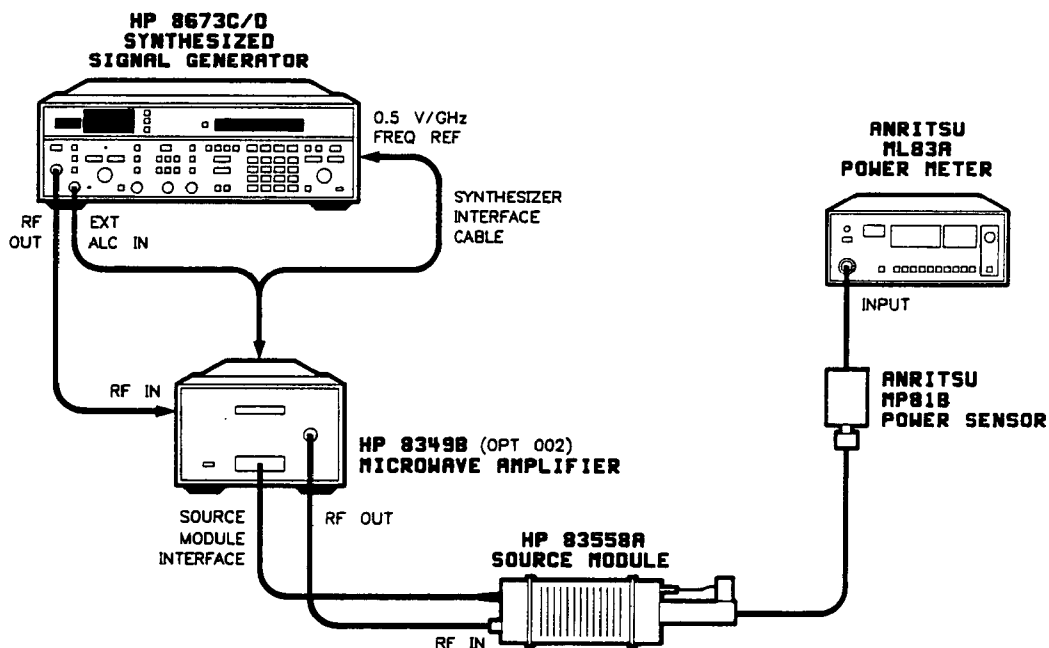 HP 8673C/D
SYNTHESIZED
SIGNAL GENERATOR
0.5 V/GHz
FREQ REF
ANRITSU
ML83A
POWER METER
RF
OUT
EXT
ALC IN
SYNTHESIZER
INTERFACE
CABLE
INPUT
RF IN
ANRITSU
MP81B
POWER SENSOR
HP 8349B (OPT 002)
MICROWAVE AMPLIFIER
SOURCE
MODULE
INTERFACE
RF OUT
HP 83558A
SOURCE MODULE
RF IN